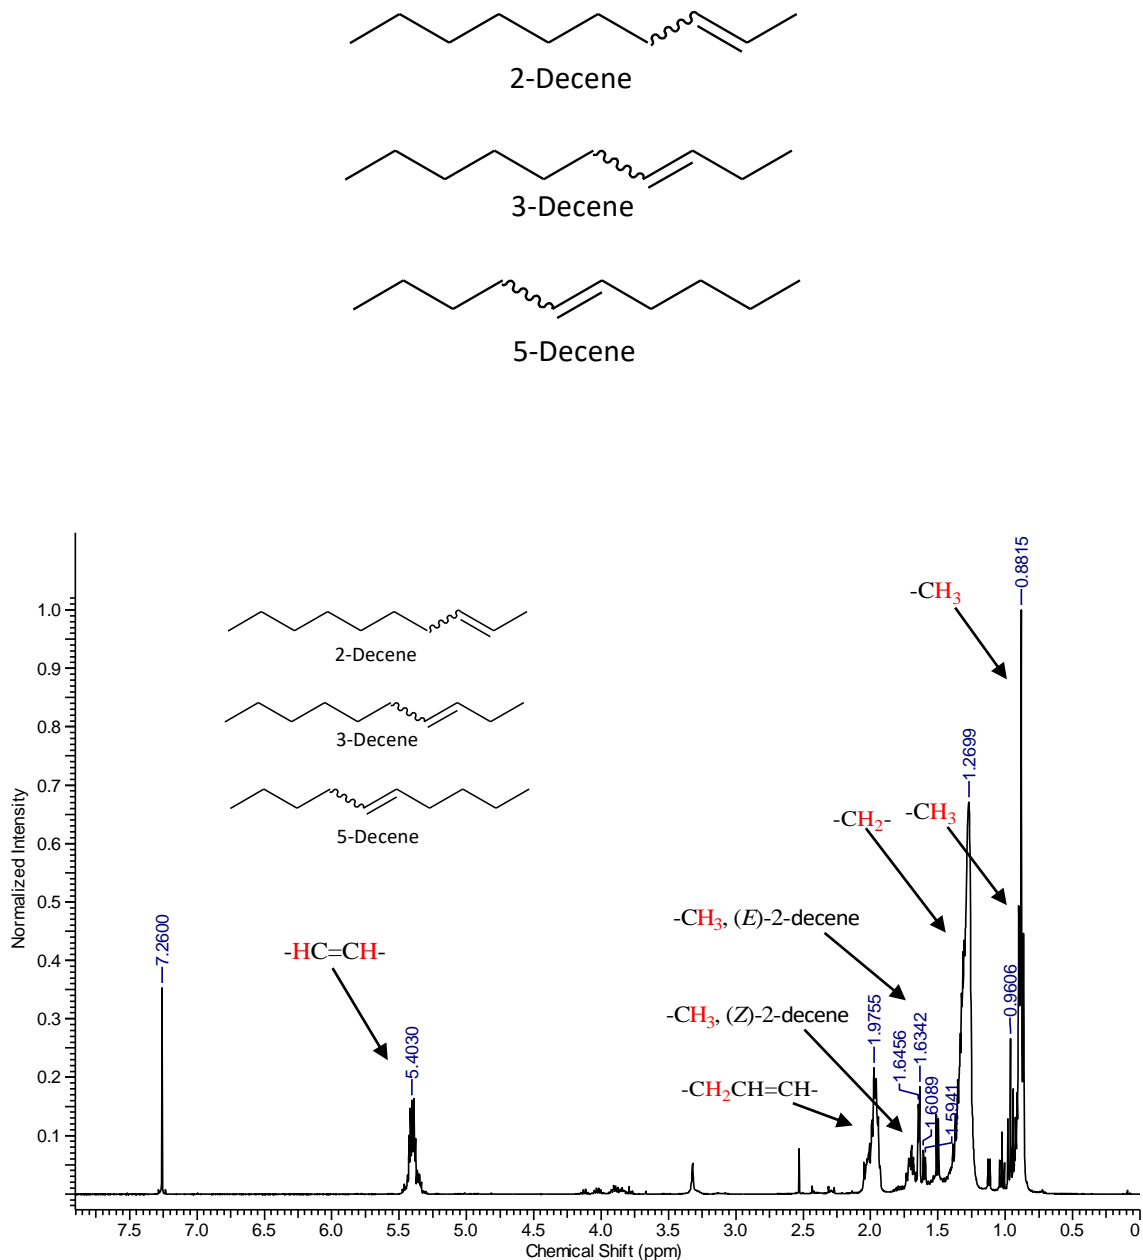 2-Decene
3-Decene
5-Decene
Normalized Intensity
1.0
0.9
0.8
0.7
0.6
0.5
0.4
0.3
0.2
0.1
2-Decene
3-Decene
5-Decene
7.2600
-HC=CH-
5.4030
-CH₃
0.8815
1.2699
-CH₂-
-CH₃
-CH₃, (E)-2-decene
-CH₃, (Z)-2-decene
-CH₂CH=CH-
1.9755
1.6456
1.6342
1.6089
1.5941
0.9606
7.5 7.0 6.5 6.0 5.5 5.0 4.5 4.0 3.5 3.0 2.5 2.0 1.5 1.0 0.5 0
Chemical Shift (ppm)